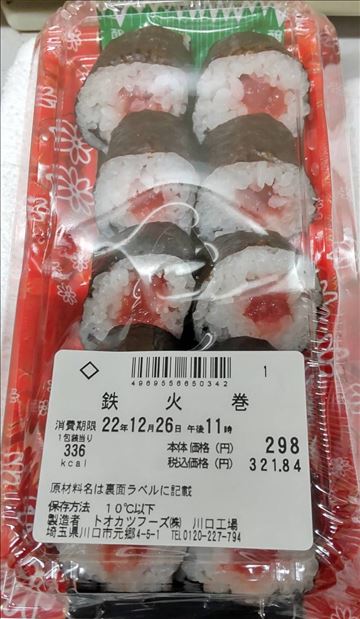 ◇
4969556650342
1
鉄火巻
消費期限 22年12月26日 午後11時
1包装当り
336
kcal
本体価格(円) 298
税込価格(円) 321.84
原材料名は裏面ラベルに記載
保存方法 10℃以下
製造者 トオカツフーズ㈱ 川口工場
埼玉県川口市元郷4-5-1 TEL0120-227-794